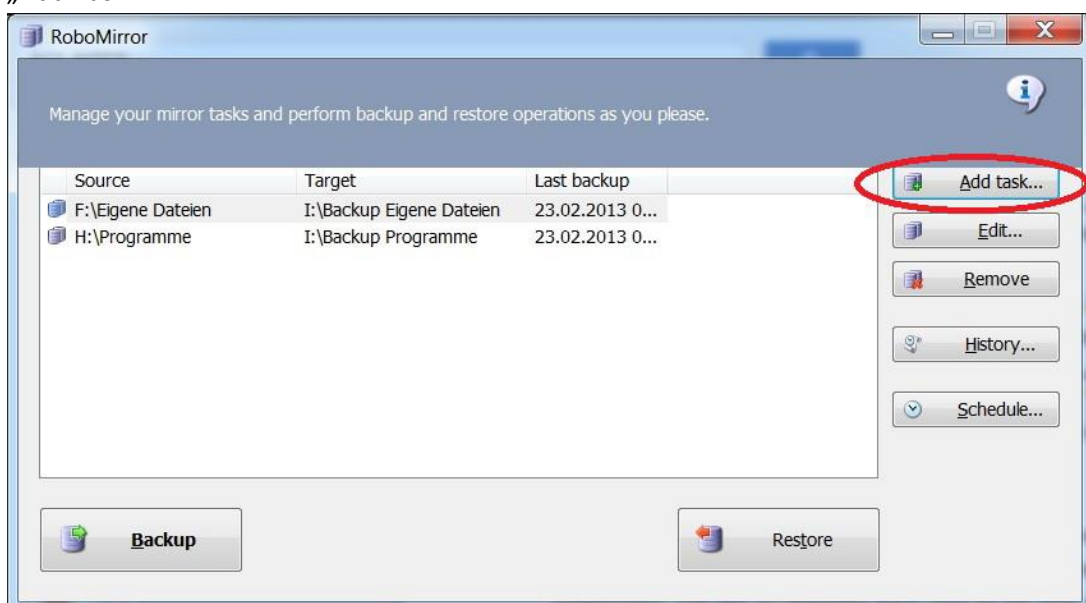 RoboMirror
Manage your mirror tasks and perform backup and restore operations as you please.
Source Target Last backup
F:\Eigene Dateien I:\Backup Eigene Dateien 23.02.2013 0...
H:\Programme I:\Backup Programme 23.02.2013 0...
Add task...
Edit...
Remove
History...
Schedule...
Backup Restore